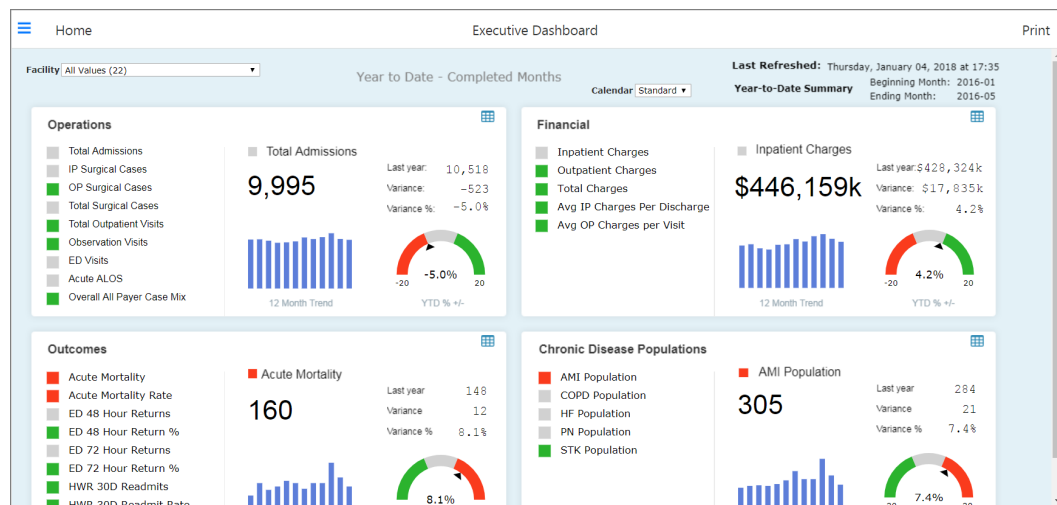 Home
Executive Dashboard
Print
Facility All Values (22)
Year to Date - Completed Months
Calendar Standard
Last Refreshed: Thursday, January 04, 2018 at 17:35
Year-to-Date Summary
Beginning Month: 2016-01
Ending Month: 2016-05
Operations
Total Admissions
IP Surgical Cases
OP Surgical Cases
Total Surgical Cases
Total Outpatient Visits
Observation Visits
ED Visits
Acute ALOS
Overall All Payer Case Mix
Total Admissions
9,995
Last year: 10,518
Variance: -523
Variance %: -5.0%
12 Month Trend
-5.0%
-20 20
YTD % +/-
Financial
Inpatient Charges
Outpatient Charges
Total Charges
Avg IP Charges Per Discharge
Avg OP Charges per Visit
Inpatient Charges
$446,159k
Last year: $428,324k
Variance: $17,835k
Variance %: 4.2%
12 Month Trend
4.2%
-20 20
YTD % +/-
Outcomes
Acute Mortality
Acute Mortality Rate
ED 48 Hour Returns
ED 48 Hour Return %
ED 72 Hour Returns
ED 72 Hour Return %
HWR 30D Readmits
HWR 30D Readmit Rate
Acute Mortality
160
Last year 148
Variance 12
Variance % 8.1%
8.1%
Chronic Disease Populations
AMI Population
COPD Population
HF Population
PN Population
STK Population
AMI Population
305
Last year 284
Variance 21
Variance % 7.4%
7.4%